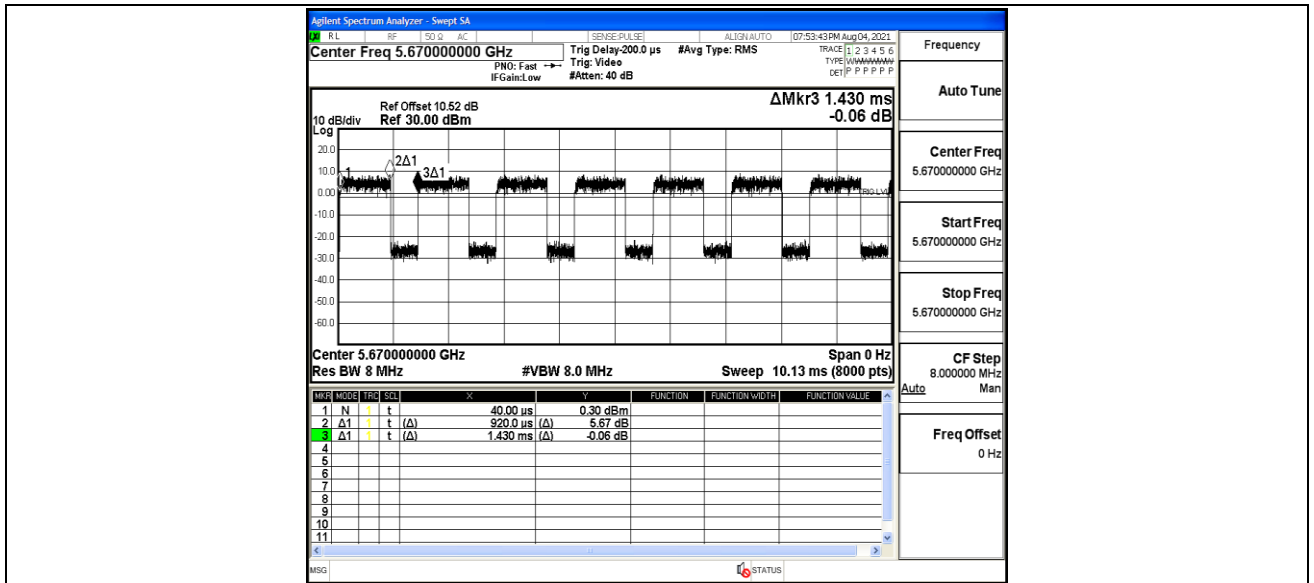 Agilent Spectrum Analyzer - Swept SA
RL RF 50 Ω AC SENSE:PULSE ALIGNAUTO 07:53:43 PM Aug 04, 2021
Center Freq 5.670000000 GHz
PNO: Fast
IFGain:Low
Trig Delay-200.0 µs
Trig: Video
#Atten: 40 dB
#Avg Type: RMS
TRACE 1 2 3 4 5 6
TYPE
DET P P P P P P
ΔMkr3 1.430 ms
-0.06 dB
Ref Offset 10.52 dB
10 dB/div Ref 30.00 dBm
Log
20.0
10.0
0.00
-10.0
-20.0
-30.0
-40.0
-50.0
-60.0
1
2Δ1
3Δ1
TRIG LVL
Center 5.670000000 GHz Span 0 Hz
Res BW 8 MHz #VBW 8.0 MHz Sweep 10.13 ms (8000 pts)
MKR MODE TRC SCL X Y FUNCTION FUNCTION WIDTH FUNCTION VALUE
1 N 1 t 40.00 µs 0.30 dBm
2 Δ1 1 t (Δ) 920.0 µs (Δ) 5.67 dB
3 Δ1 1 t (Δ) 1.430 ms (Δ) -0.06 dB
4
5
6
7
8
9
10
11
MSG STATUS
Frequency
Auto Tune
Center Freq
5.670000000 GHz
Start Freq
5.670000000 GHz
Stop Freq
5.670000000 GHz
CF Step
8.000000 MHz
Auto Man
Freq Offset
0 Hz